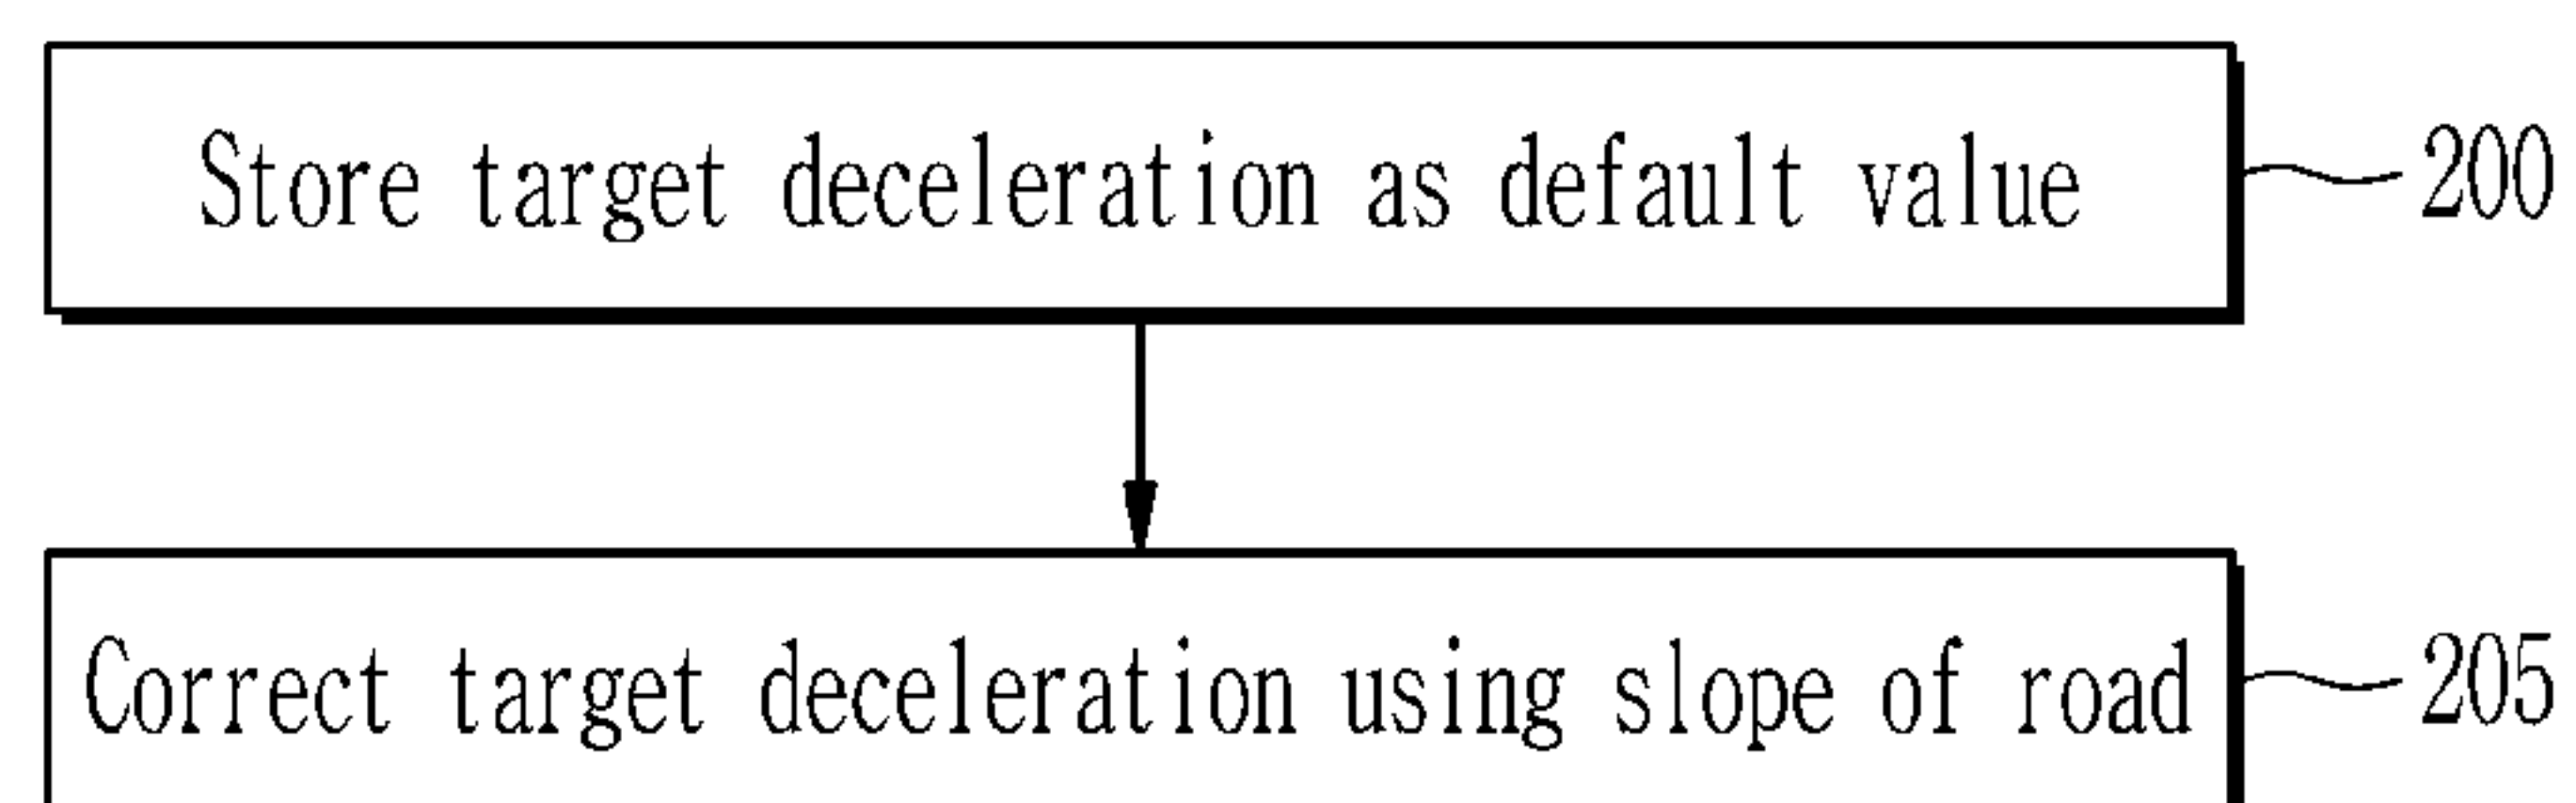 Store target deceleration as default value 200
Correct target deceleration using slope of road 205